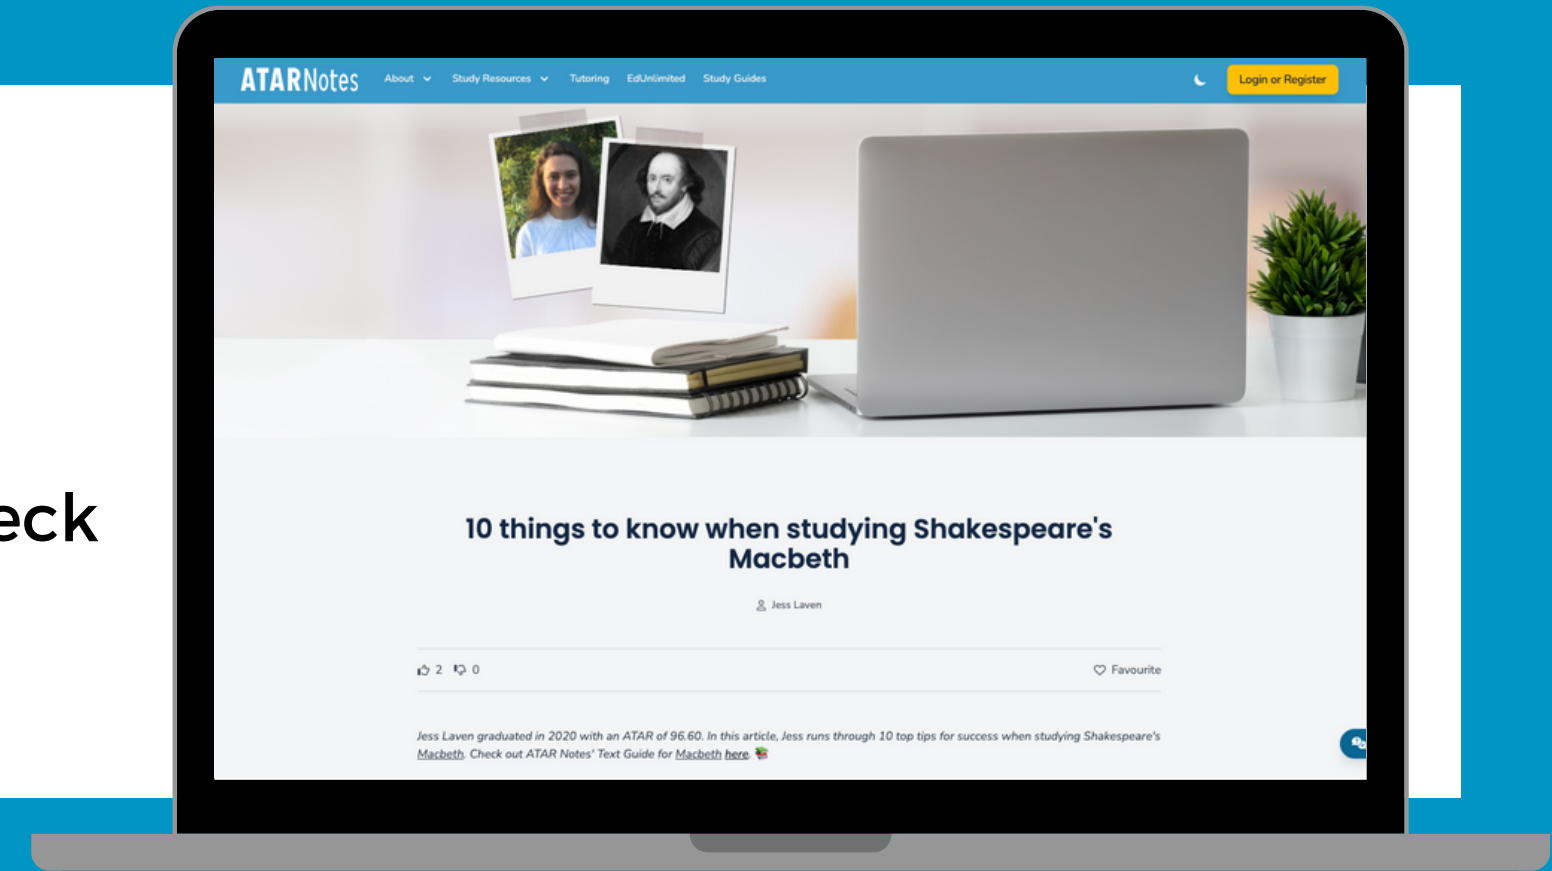 ATARNotes About Study Resources Tutoring EdUnlimited Study Guides Login or Register
eck
10 things to know when studying Shakespeare's
Macbeth
Jess Laven
2 0 Favourite
Jess Laven graduated in 2020 with an ATAR of 96.60. In this article, Jess runs through 10 top tips for success when studying Shakespeare's
Macbeth. Check out ATAR Notes' Text Guide for Macbeth here.